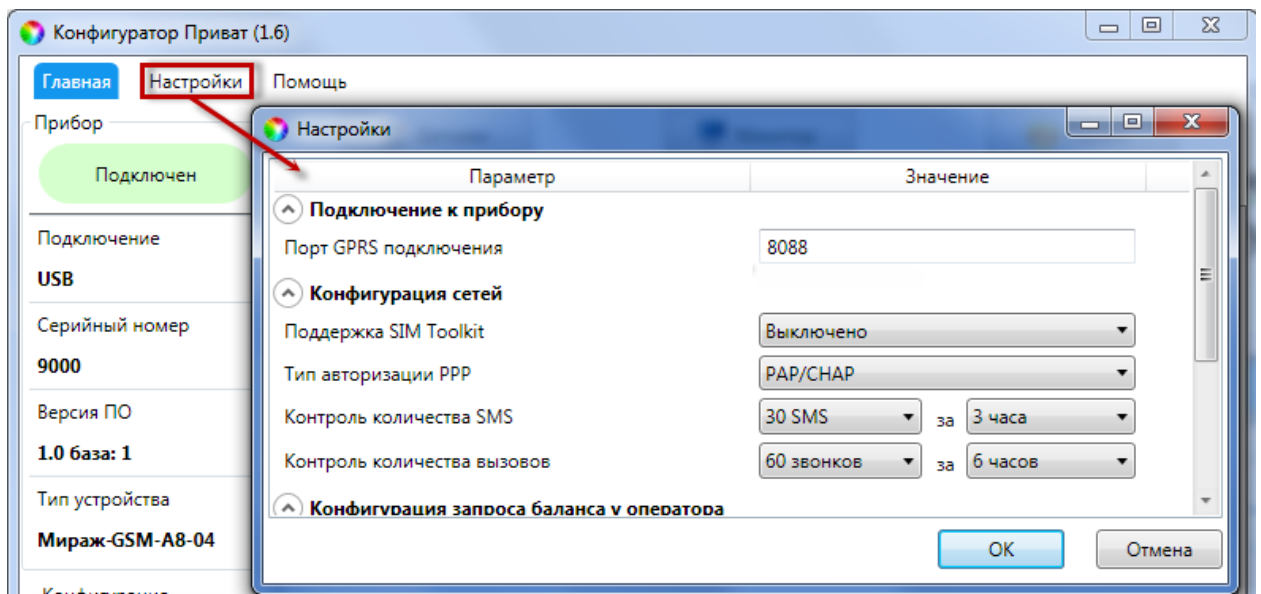 Конфигуратор Приват (1.6)
Главная Настройки Помощь
Прибор
Подключен
Подключение
USB
Серийный номер
9000
Версия ПО
1.0 база: 1
Тип устройства
Мираж-GSM-A8-04
Конфигурация
Настройки
Параметр Значение
Подключение к прибору
Порт GPRS подключения 8088
Конфигурация сетей
Поддержка SIM Toolkit Выключено
Тип авторизации PPP PAP/CHAP
Контроль количества SMS 30 SMS за 3 часа
Контроль количества вызовов 60 звонков за 6 часов
Конфигурация запроса баланса у оператора
OK Отмена